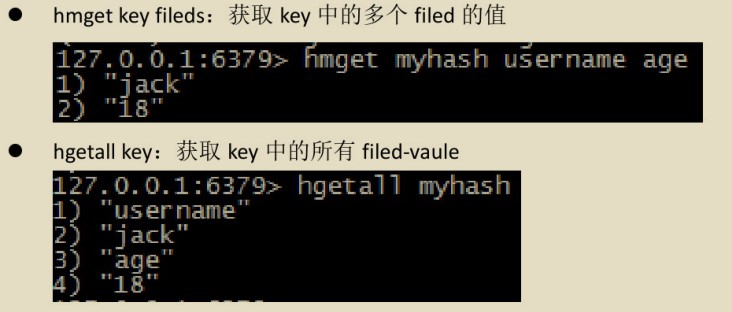 ● hmget key fileds：获取 key 中的多个 filed 的值
127.0.0.1:6379> hmget myhash username age
1) "jack"
2) "18"
● hgetall key：获取 key 中的所有 filed-vaule
127.0.0.1:6379> hgetall myhash
1) "username"
2) "jack"
3) "age"
4) "18"